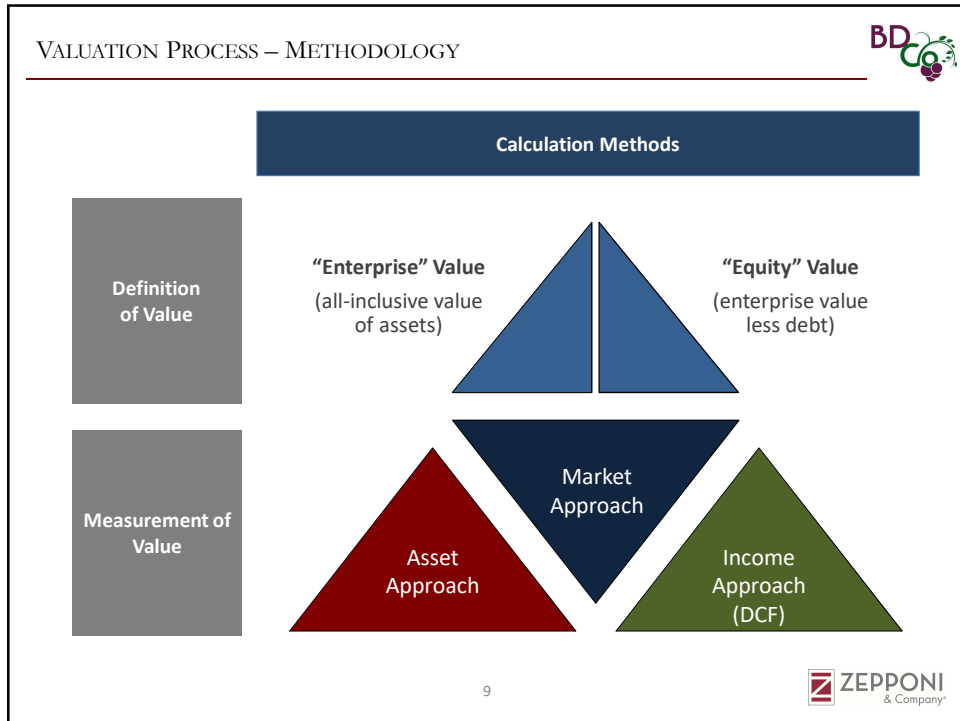 VALUATION PROCESS – METHODOLOGY
BD
Co
Calculation Methods
Definition
of Value
“Enterprise” Value
(all-inclusive value
of assets)
“Equity” Value
(enterprise value
less debt)
Measurement of
Value
Market
Approach
Asset
Approach
Income
Approach
(DCF)
9
Z ZEPPONI
& Company